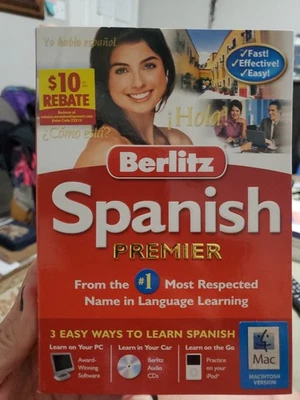 Yo hablo español
$10
REBATE
¿Cómo está?
¡Hola!
✓Fast!
✓Effective!
✓Easy!
Berlitz
Spanish
PREMIER
From the #1 Most Respected
Name in Language Learning
3 EASY WAYS TO LEARN SPANISH
Learn on Your PC
Award-
Winning
Software
Learn in Your Car
Berlitz
Audio
CDs
Learn on the Go
Practice
on your
iPod®
Mac
MACINTOSH
VERSION